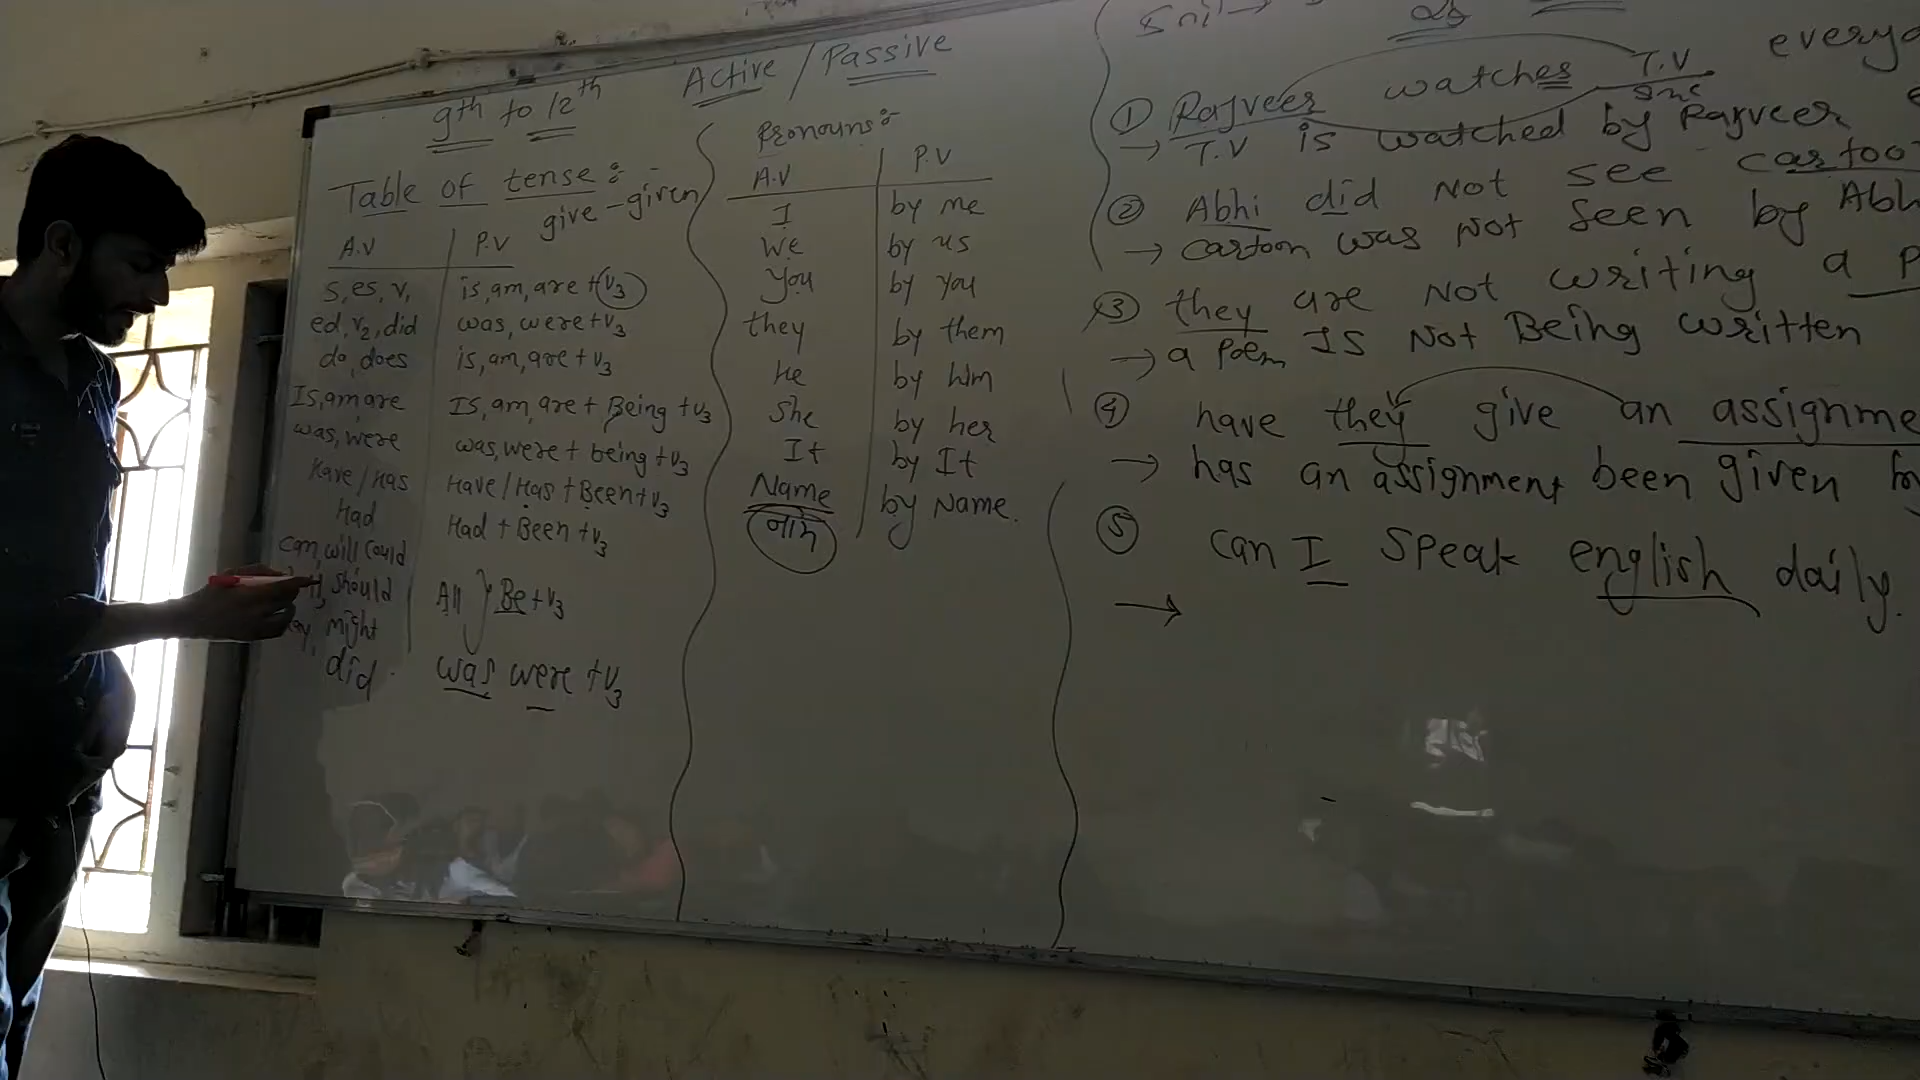 9th to 12th
Active / Passive
Table of tense :-
give - given
A.V | P.V
s, es, v, | is, am, are + v3
ed, v2, did | was, were + v3
do, does | is, am, are + v3
Is, am, are | Is, am, are + Being + v3
was, were | was, were + being + v3
Have / Has | Have / Has + Been + v3
Had | Had + Been + v3
can, will could
should
might
All } Be + v3
did. was were + v3
Pronouns :-
A.V | P.V
I | by me
We | by us
You | by you
they | by them
He | by him
She | by her
It | by It
Name | by Name.
नाम
① Rajveer watches T.V
→ T.V is watched by Rajveer
② Abhi did Not see
→ cartoon was Not Seen by
③ they are Not writing a
→ a Poem IS Not Being written
④ have they give an
→ has an assignment been given
⑤ can I Speak english daily.
→